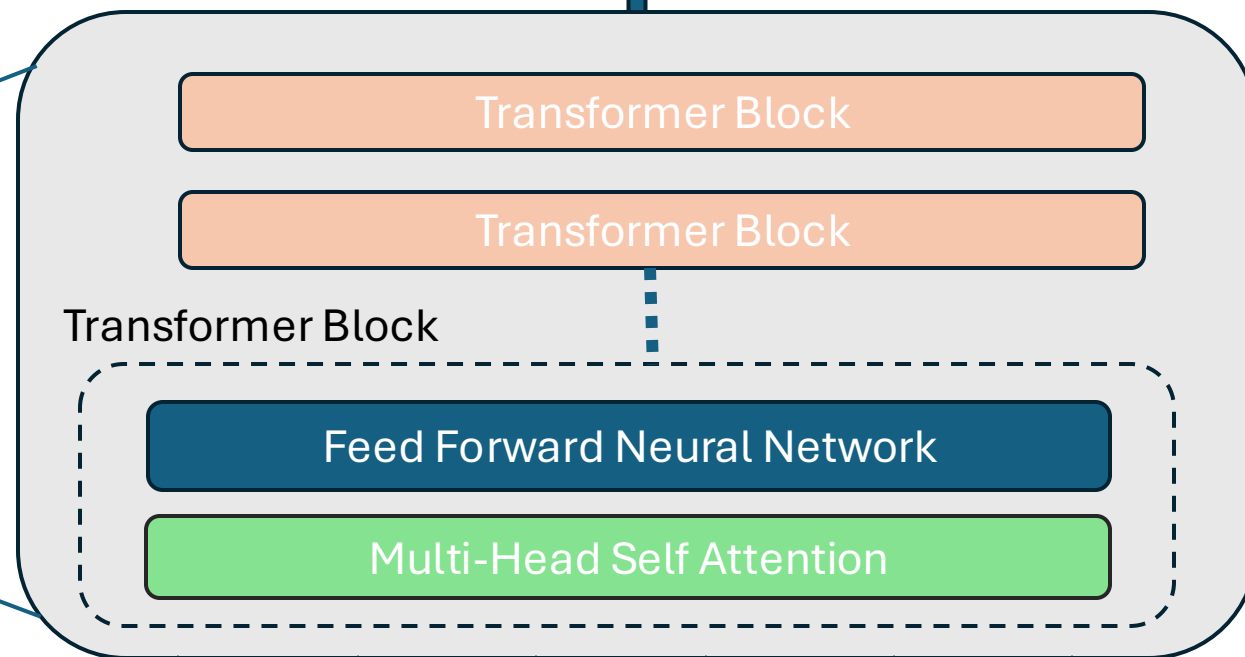 Transformer Block
Transformer Block
Transformer Block
Feed Forward Neural Network
Multi-Head Self Attention